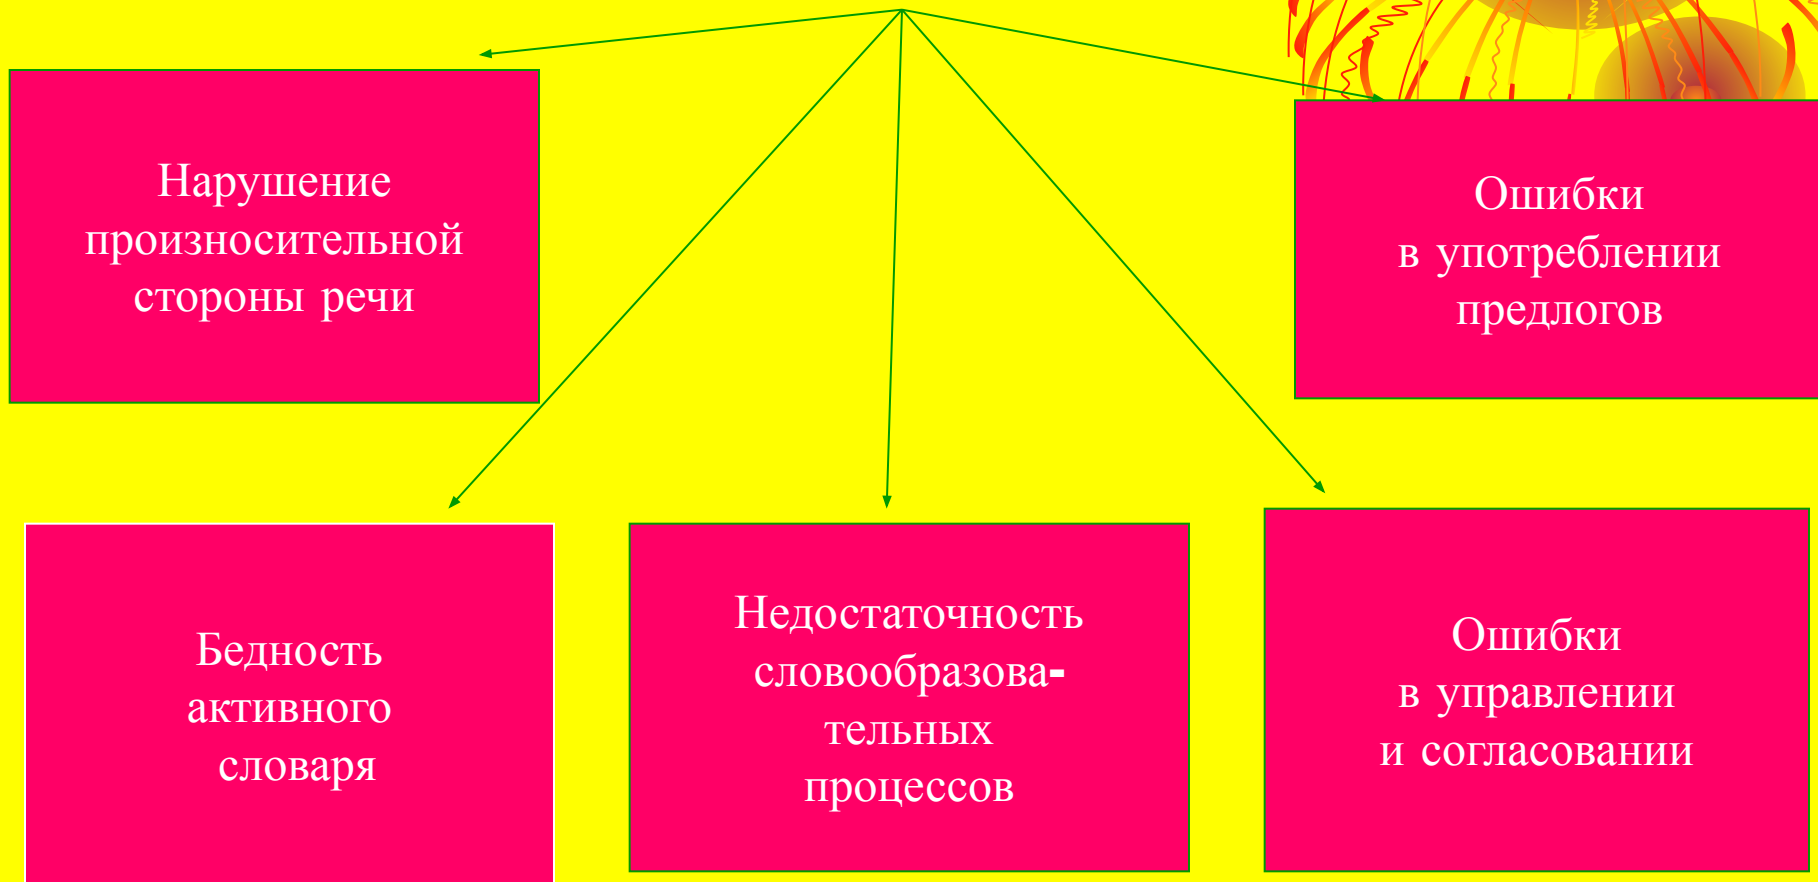 Нарушение
произносительной
стороны речи
Ошибки
в употреблении
предлогов
Бедность
активного
словаря
Недостаточность
словообразова-
тельных
процессов
Ошибки
в управлении
и согласовании